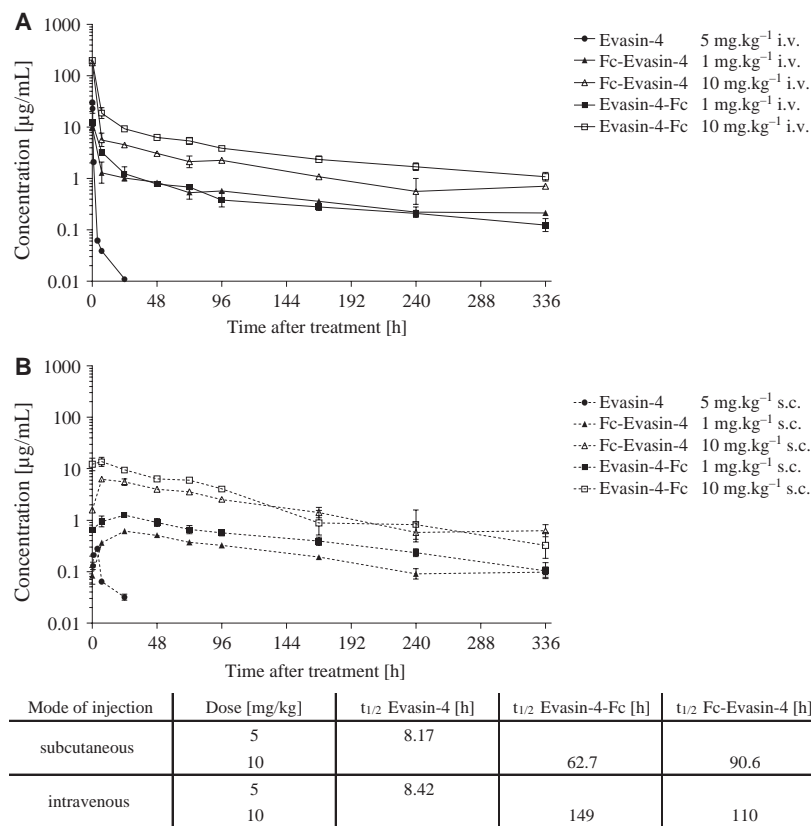 A
1000
100
10
1
0.1
0.01
Concentration [µg/mL]
0 48 96 144 192 240 288 336
Time after treatment [h]
Evasin-4 5 mg.kg⁻¹ i.v.
Fc-Evasin-4 1 mg.kg⁻¹ i.v.
Fc-Evasin-4 10 mg.kg⁻¹ i.v.
Evasin-4-Fc 1 mg.kg⁻¹ i.v.
Evasin-4-Fc 10 mg.kg⁻¹ i.v.
B
1000
100
10
1
0.1
0.01
Concentration [µg/mL]
0 48 96 144 192 240 288 336
Time after treatment [h]
Evasin-4 5 mg.kg⁻¹ s.c.
Fc-Evasin-4 1 mg.kg⁻¹ s.c.
Fc-Evasin-4 10 mg.kg⁻¹ s.c.
Evasin-4-Fc 1 mg.kg⁻¹ s.c.
Evasin-4-Fc 10 mg.kg⁻¹ s.c.
Mode of injection Dose [mg/kg] t1/2 Evasin-4 [h] t1/2 Evasin-4-Fc [h] t1/2 Fc-Evasin-4 [h]
subcutaneous
5 8.17
10 62.7 90.6
intravenous
5 8.42
10 149 110